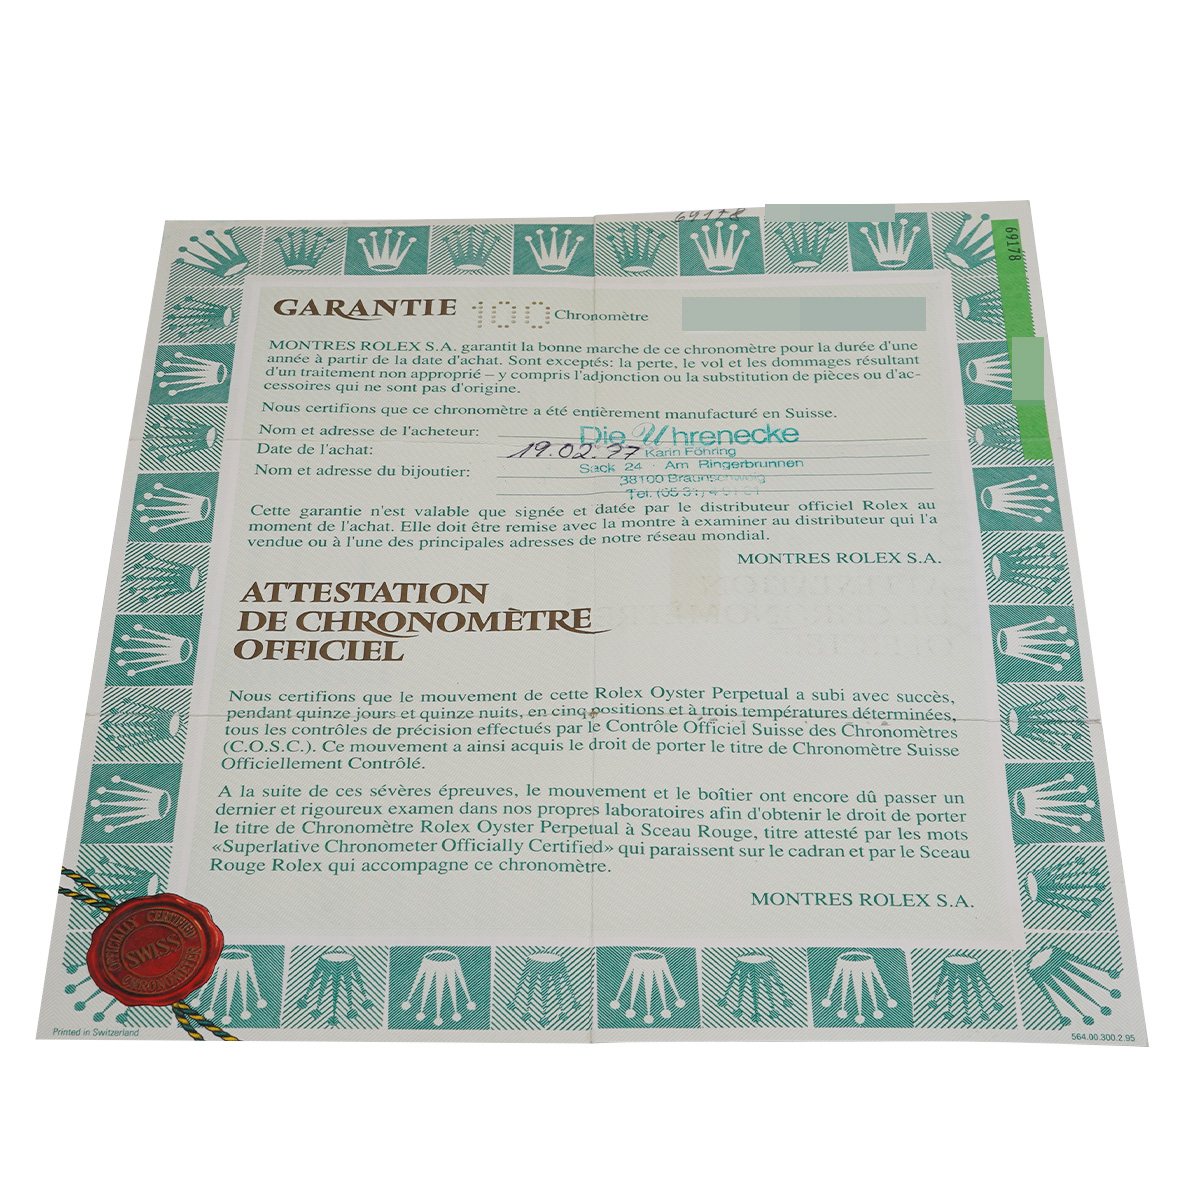 69178
69178
GARANTIE 100 Chronomètre
MONTRES ROLEX S.A. garantit la bonne marche de ce chronomètre pour la durée d'une
année à partir de la date d'achat. Sont exceptés: la perte, le vol et les dommages résultant
d'un traitement non approprié – y compris l'adjonction ou la substitution de pièces ou d'ac-
cessoires qui ne sont pas d'origine.
Nous certifions que ce chronomètre a été entièrement manufacturé en Suisse.
Nom et adresse de l'acheteur:
Die Uhrenecke
Date de l'achat: 19.02.97
Karin Föhring
Nom et adresse du bijoutier:
Sack 24 · Am Ringerbrunnen
38100 Braunschweig
Tel. (05 31)
Cette garantie n'est valable que signée et datée par le distributeur officiel Rolex au
moment de l'achat. Elle doit être remise avec la montre à examiner au distributeur qui l'a
vendue ou à l'une des principales adresses de notre réseau mondial.
MONTRES ROLEX S.A.
ATTESTATION
DE CHRONOMÈTRE
OFFICIEL
Nous certifions que le mouvement de cette Rolex Oyster Perpetual a subi avec succès,
pendant quinze jours et quinze nuits, en cinq positions et à trois températures déterminées,
tous les contrôles de précision effectués par le Contrôle Officiel Suisse des Chronomètres
(C.O.S.C.). Ce mouvement a ainsi acquis le droit de porter le titre de Chronomètre Suisse
Officiellement Contrôlé.
A la suite de ces sévères épreuves, le mouvement et le boîtier ont encore dû passer un
dernier et rigoureux examen dans nos propres laboratoires afin d'obtenir le droit de porter
le titre de Chronomètre Rolex Oyster Perpetual à Sceau Rouge, titre attesté par les mots
«Superlative Chronometer Officially Certified» qui paraissent sur le cadran et par le Sceau
Rouge Rolex qui accompagne ce chronomètre.
MONTRES ROLEX S.A.
OFFICIALLY CERTIFIED
SWISS
CHRONOMETER
Printed in Switzerland
564.00.300.2.95